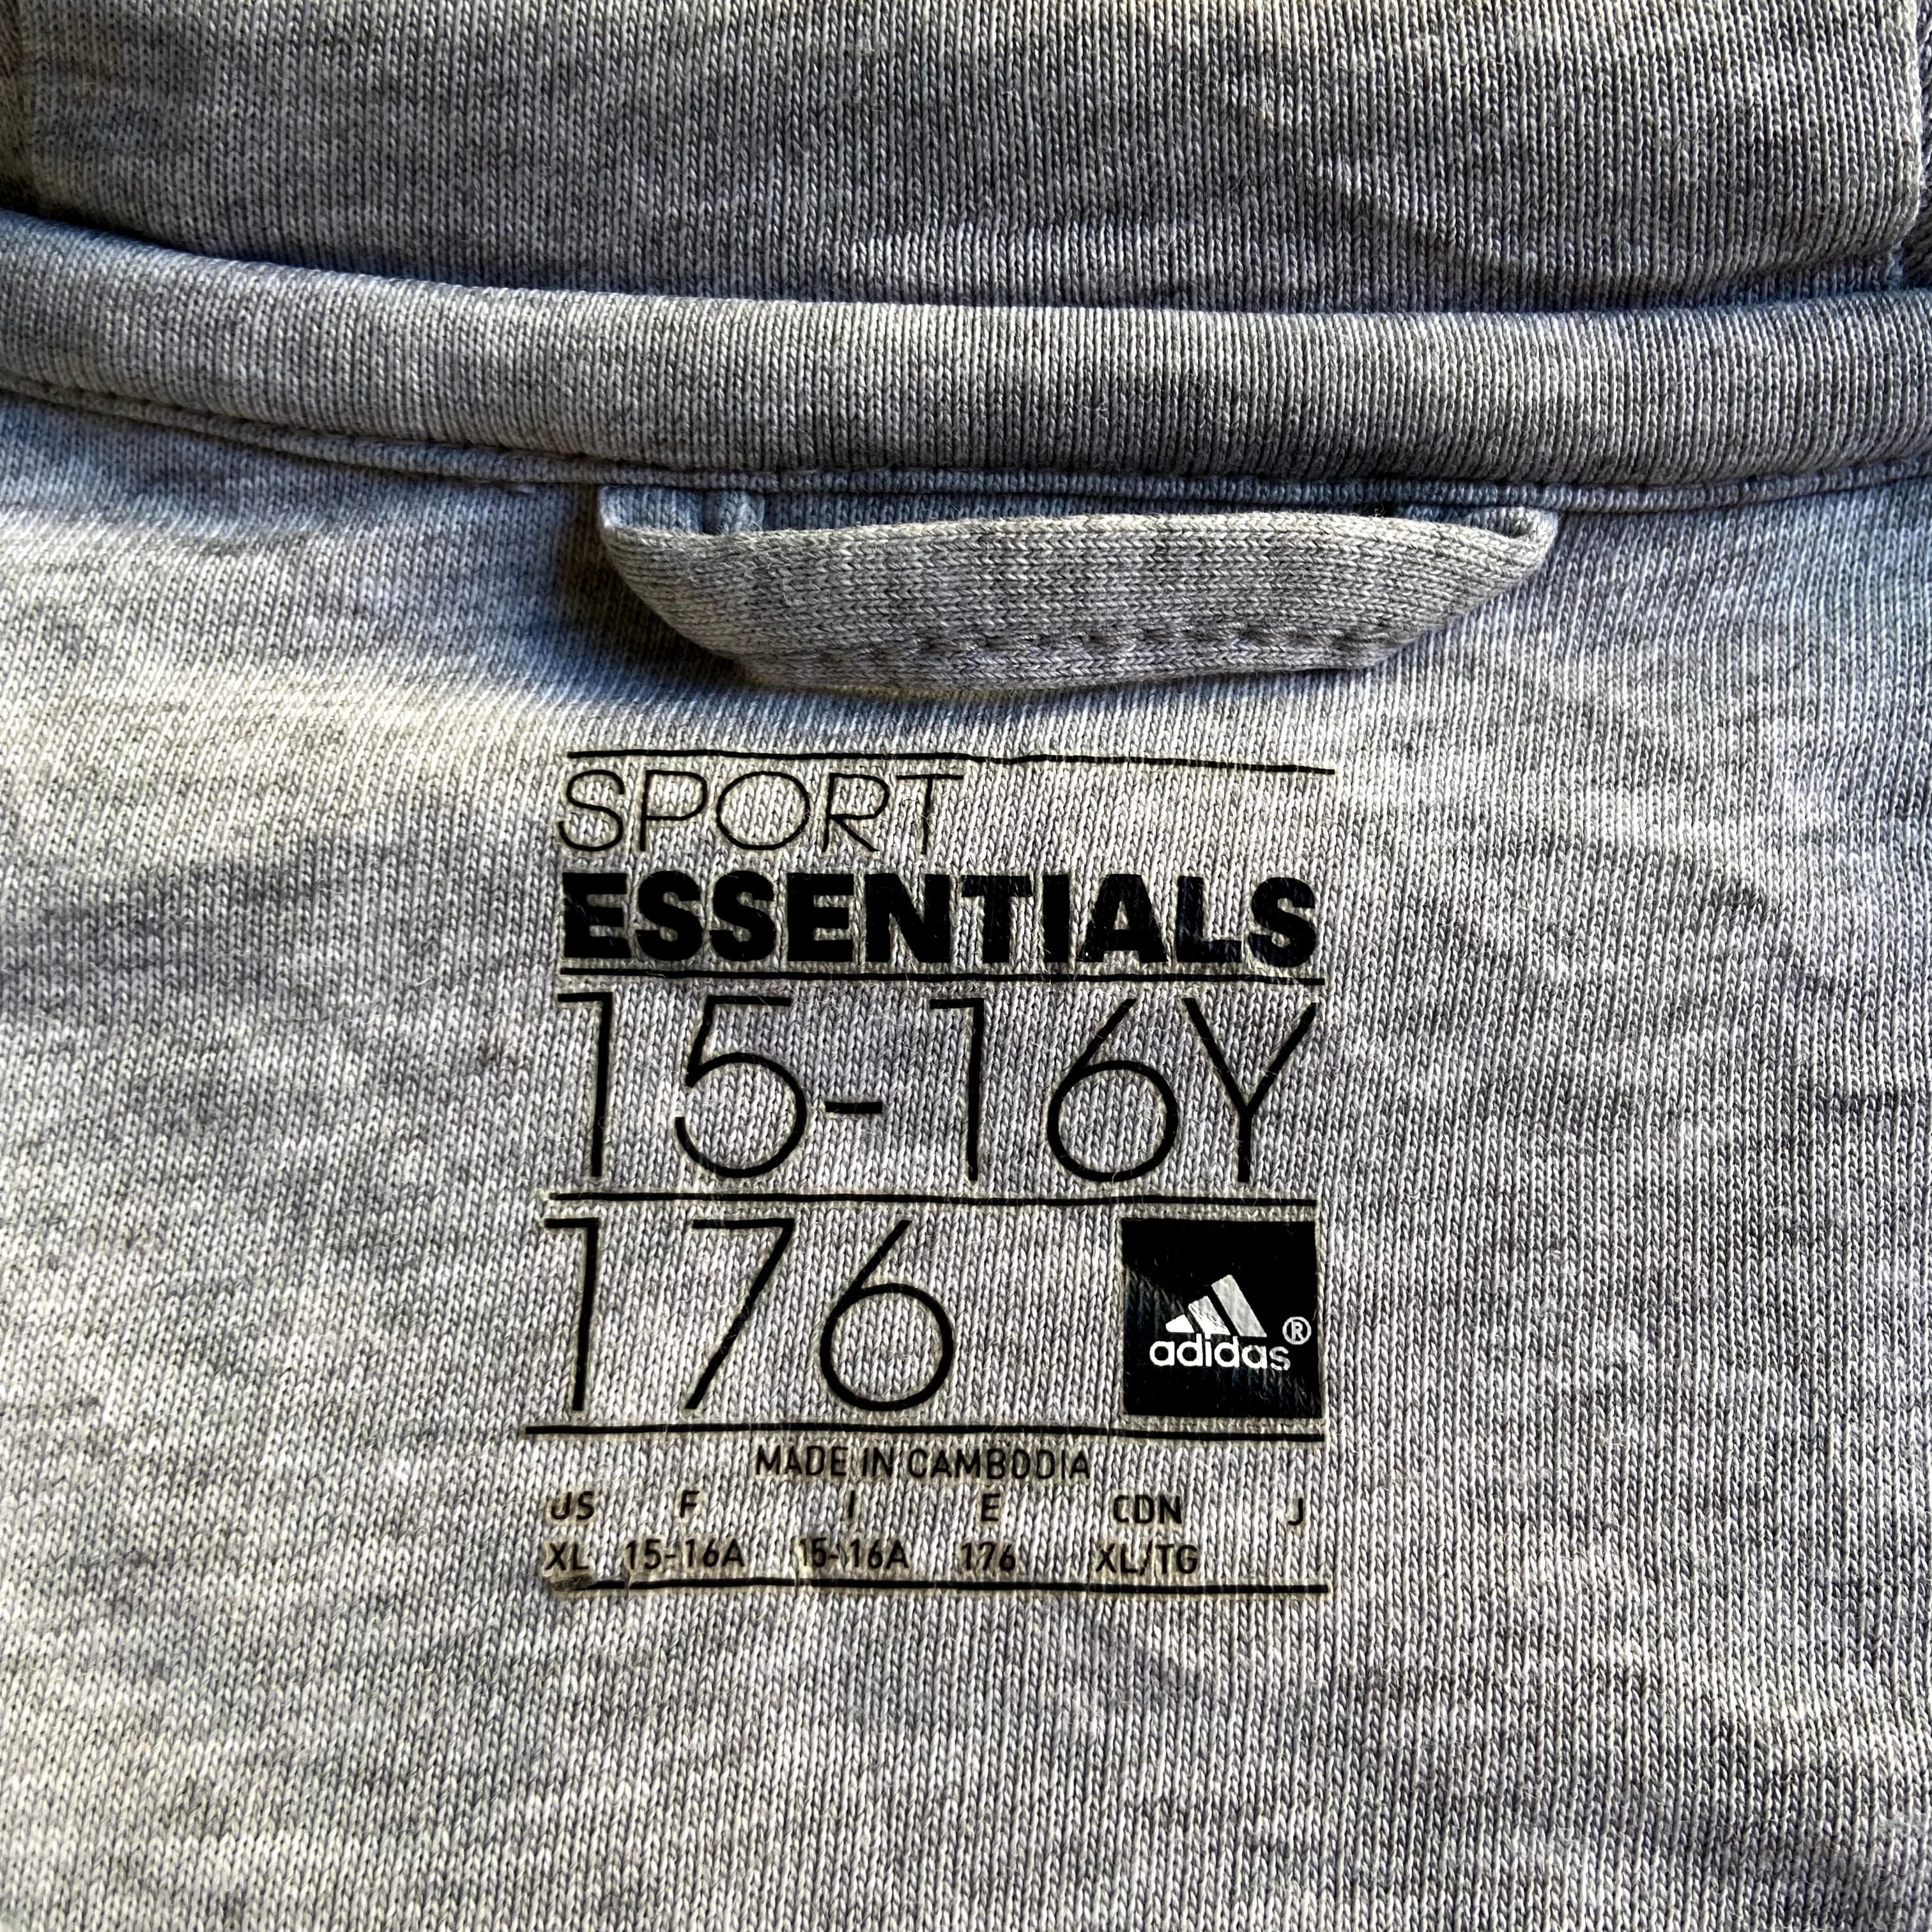 SPORT
ESSENTIALS
15-16Y
176
adidas®
MADE IN CAMBODIA
US F I E CDN J
XL 15-16A 15-16A 176 XL/TG